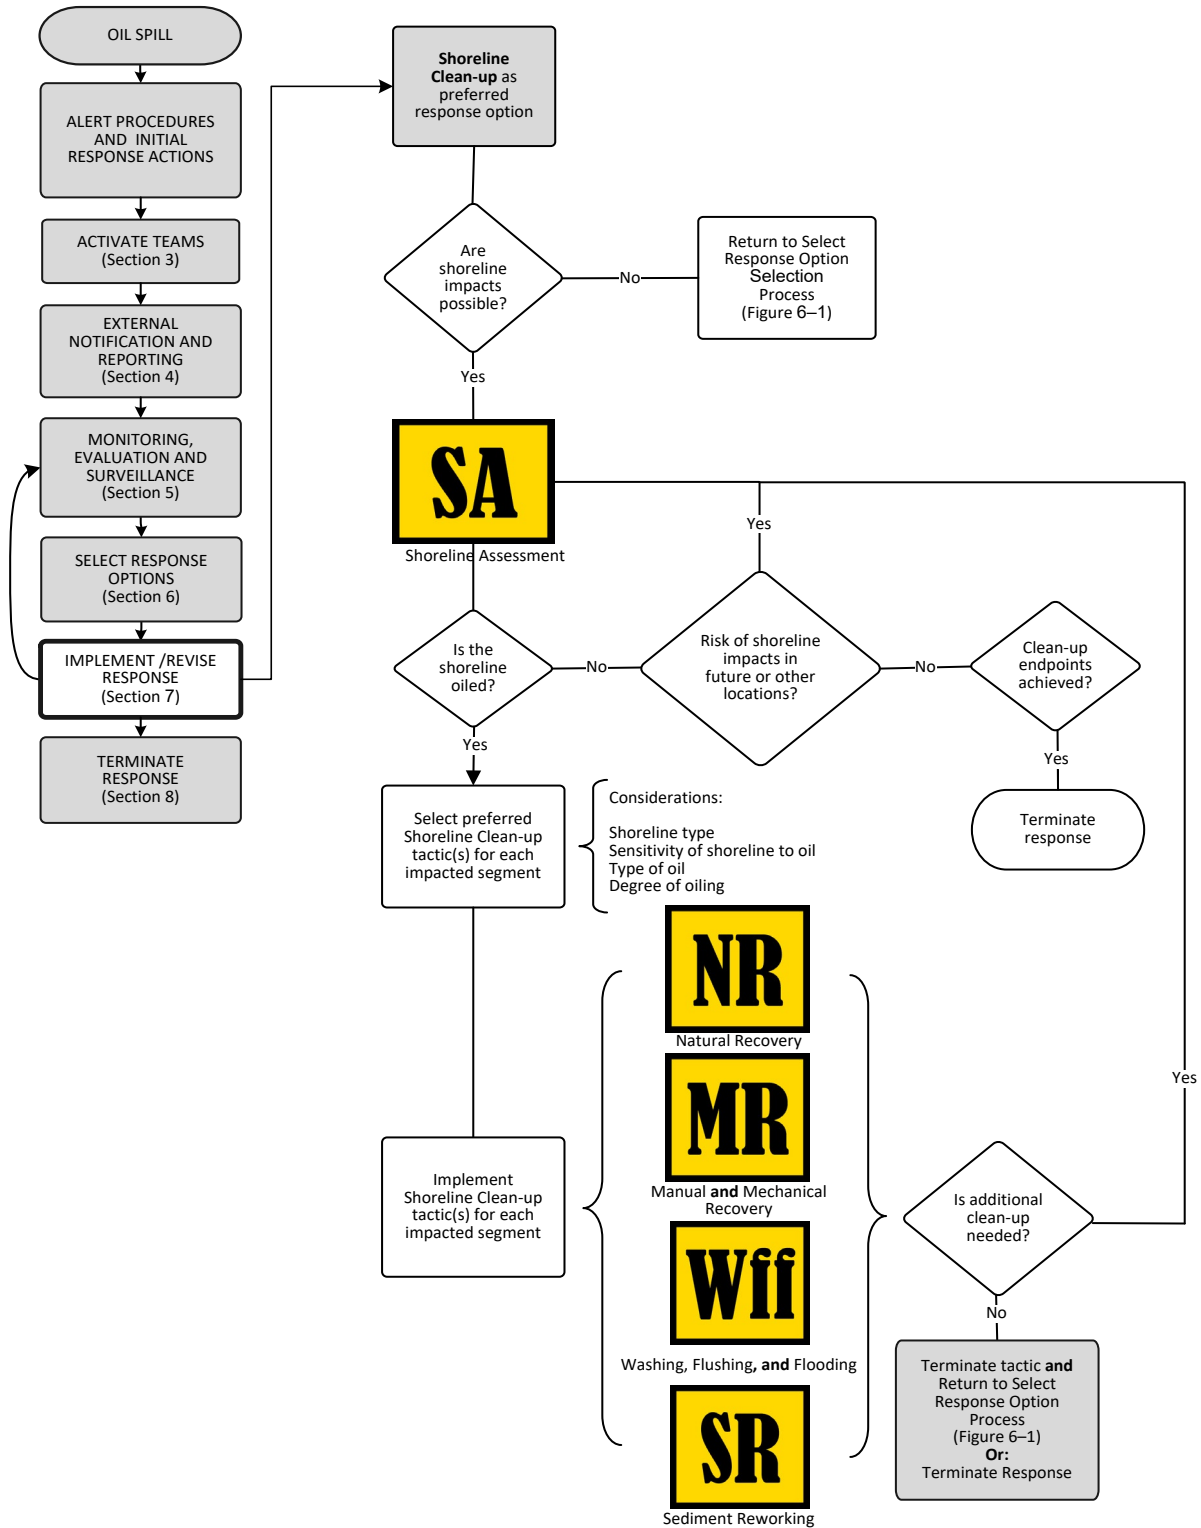 OIL SPILL
ALERT PROCEDURES
AND INITIAL
RESPONSE ACTIONS
ACTIVATE TEAMS
(Section 3)
EXTERNAL
NOTIFICATION AND
REPORTING
(Section 4)
MONITORING,
EVALUATION AND
SURVEILLANCE
(Section 5)
SELECT RESPONSE
OPTIONS
(Section 6)
IMPLEMENT /REVISE
RESPONSE
(Section 7)
TERMINATE
RESPONSE
(Section 8)
Shoreline
Clean-up as
preferred
response option
Are
shoreline
impacts
possible?
No
Return to Select
Response Option
Selection
Process
(Figure 6–1)
Yes
SA
Shoreline Assessment
Yes
Is the
shoreline
oiled?
No
Risk of shoreline
impacts in
future or other
locations?
No
Clean-up
endpoints
achieved?
Yes
Terminate
response
Yes
Select preferred
Shoreline Clean-up
tactic(s) for each
impacted segment
Considerations:
Shoreline type
Sensitivity of shoreline to oil
Type of oil
Degree of oiling
Implement
Shoreline Clean-up
tactic(s) for each
impacted segment
NR
Natural Recovery
MR
Manual and Mechanical
Recovery
Wff
Washing, Flushing, and Flooding
SR
Sediment Reworking
Is additional
clean-up
needed?
Yes
No
Terminate tactic and
Return to Select
Response Option
Process
(Figure 6–1)
Or:
Terminate Response